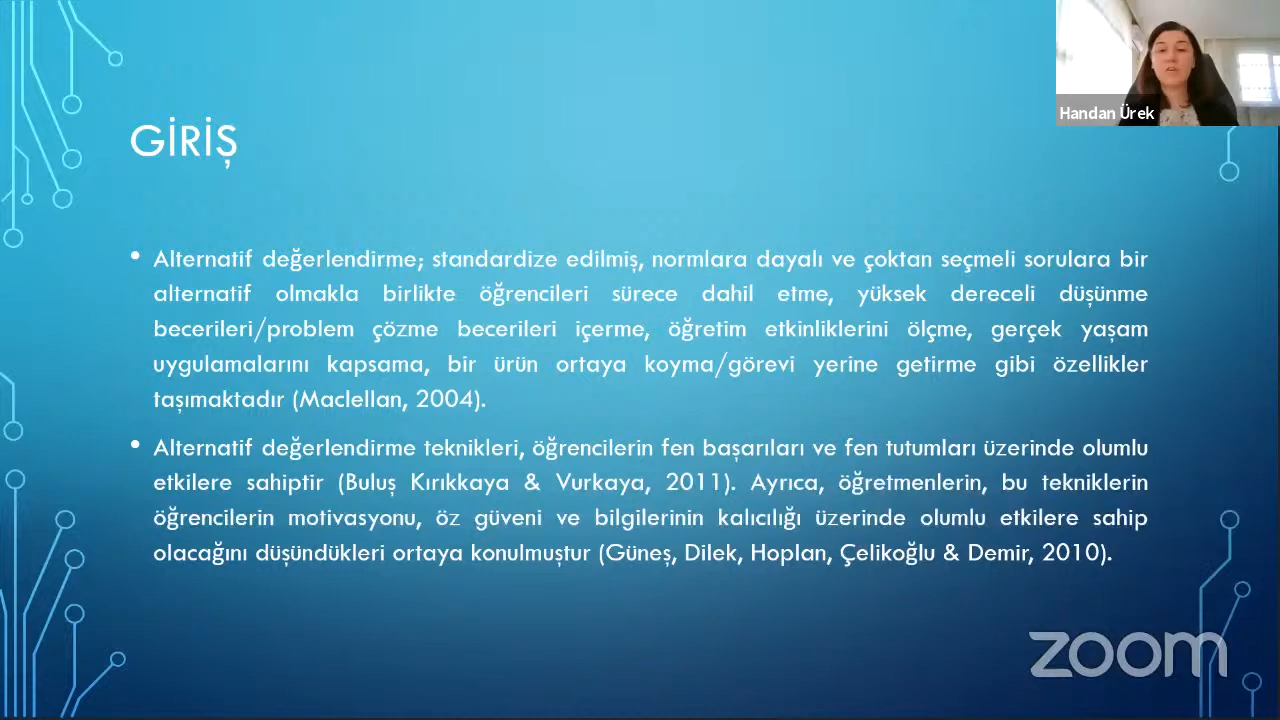 Handan Ürek
GİRİŞ
• Alternatif değerlendirme; standardize edilmiş, normlara dayalı ve çoktan seçmeli sorulara bir
alternatif olmakla birlikte öğrencileri sürece dahil etme, yüksek dereceli düşünme
becerileri/problem çözme becerileri içerme, öğretim etkinliklerini ölçme, gerçek yaşam
uygulamalarını kapsama, bir ürün ortaya koyma/görevi yerine getirme gibi özellikler
taşımaktadır (Maclellan, 2004).
• Alternatif değerlendirme teknikleri, öğrencilerin fen başarıları ve fen tutumları üzerinde olumlu
etkilere sahiptir (Buluş Kırıkkaya & Vurkaya, 2011). Ayrıca, öğretmenlerin, bu tekniklerin
öğrencilerin motivasyonu, öz güveni ve bilgilerinin kalıcılığı üzerinde olumlu etkilere sahip
olacağını düşündükleri ortaya konulmuştur (Güneş, Dilek, Hoplan, Çelikoğlu & Demir, 2010).
zoom